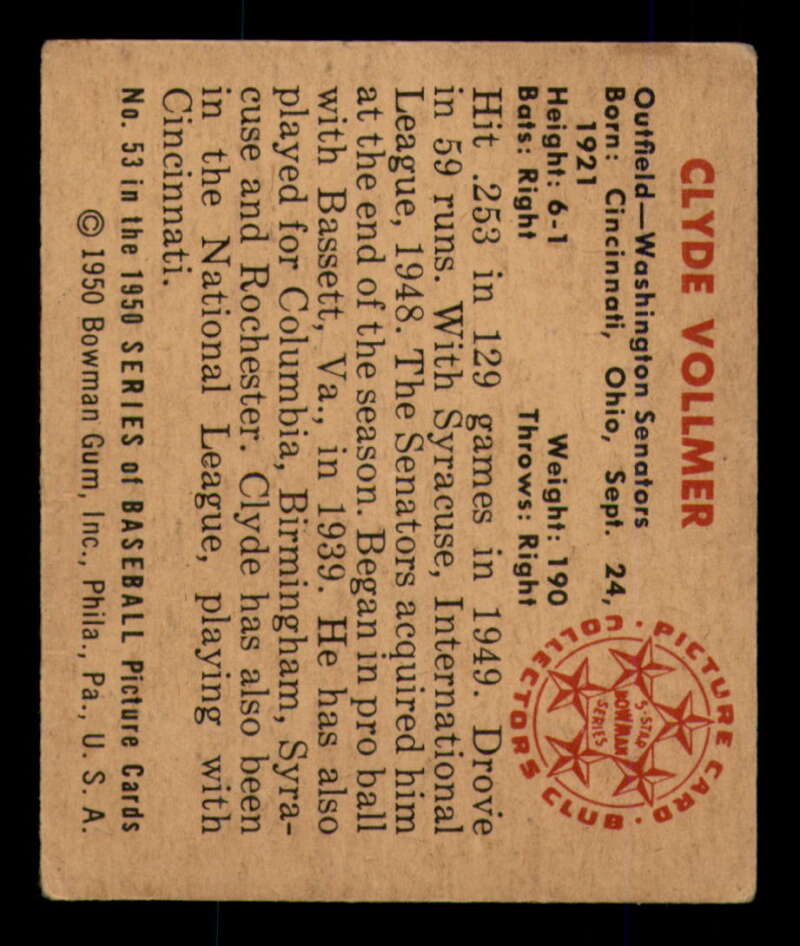 CLYDE VOLLMER
Outfield—Washington Senators
Born: Cincinnati, Ohio, Sept. 24,
1921
Height: 6-1 Weight: 190
Bats: Right Throws: Right
PICTURE CARD · COLLECTORS CLUB ·
5-STAR
BOWMAN
SERIES
Hit .253 in 129 games in 1949. Drove
in 59 runs. With Syracuse, International
League, 1948. The Senators acquired him
at the end of the season. Began in pro ball
with Bassett, Va., in 1939. He has also
played for Columbia, Birmingham, Syra-
cuse and Rochester. Clyde has also been
in the National League, playing with
Cincinnati.
No. 53 in the 1950 SERIES of BASEBALL Picture Cards
© 1950 Bowman Gum, Inc., Phila., Pa., U. S. A.